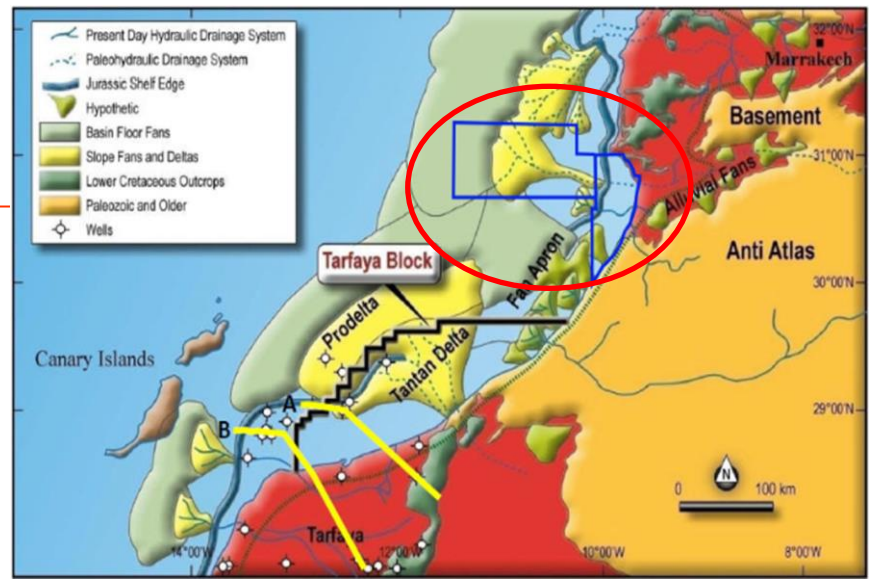 Present Day Hydraulic Drainage System
Paleohydraulic Drainage System
Jurassic Shelf Edge
Hypothetic
Basin Floor Fans
Slope Fans and Deltas
Lower Cretaceous Outcrops
Paleozoic and Older
Wells
32°00'N
Marrakech
Basement
31°00'N
Alluvial Fans
Anti Atlas
Tarfaya Block
Fan Apron
30°00'N
Prodelta
Tantan Delta
Canary Islands
A
29°00'N
B
N
0 100 km
Tarfaya
14°00'W
12°00'W
10°00'W
8°00'W